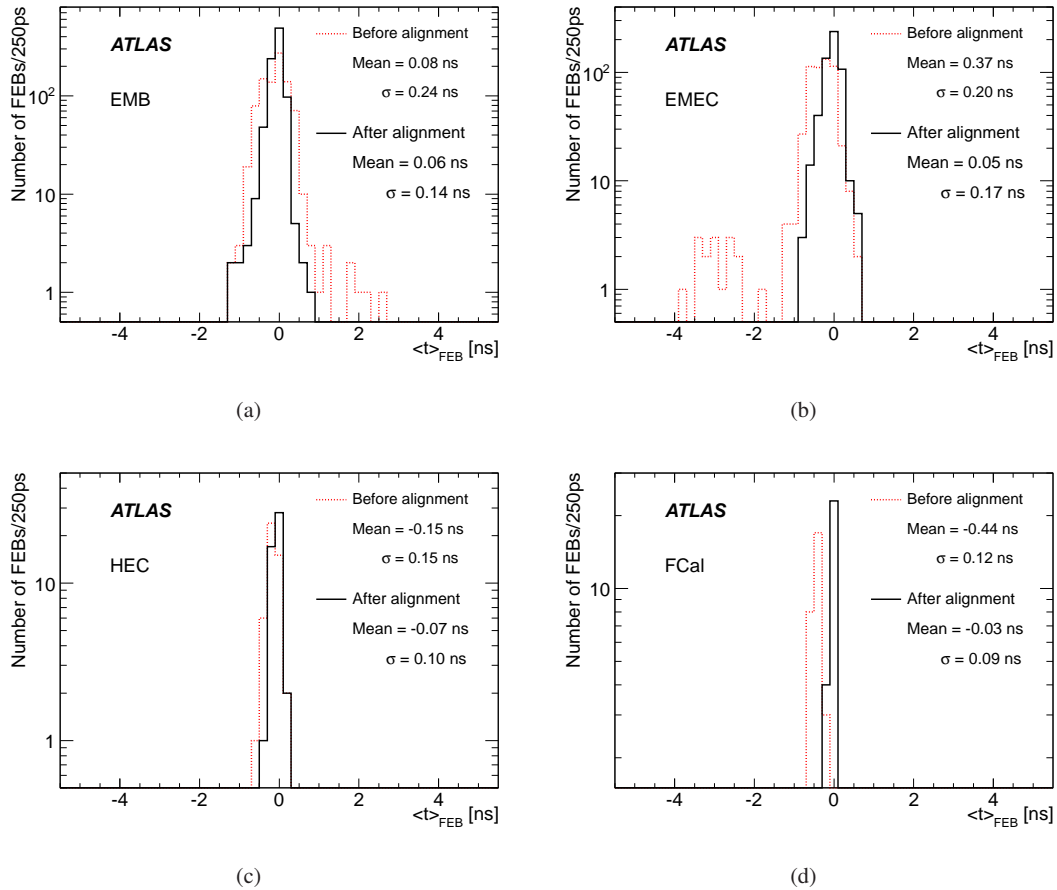 Number of FEBs/250ps
10²
10
1
ATLAS
EMB
Before alignment
Mean = 0.08 ns
σ = 0.24 ns
After alignment
Mean = 0.06 ns
σ = 0.14 ns
-4 -2 0 2 4
<t>FEB [ns]
(a)
Number of FEBs/250ps
10²
10
1
ATLAS
EMEC
Before alignment
Mean = 0.37 ns
σ = 0.20 ns
After alignment
Mean = 0.05 ns
σ = 0.17 ns
-4 -2 0 2 4
<t>FEB [ns]
(b)
Number of FEBs/250ps
10
1
ATLAS
HEC
Before alignment
Mean = -0.15 ns
σ = 0.15 ns
After alignment
Mean = -0.07 ns
σ = 0.10 ns
-4 -2 0 2 4
<t>FEB [ns]
(c)
Number of FEBs/250ps
10
ATLAS
FCal
Before alignment
Mean = -0.44 ns
σ = 0.12 ns
After alignment
Mean = -0.03 ns
σ = 0.09 ns
-4 -2 0 2 4
<t>FEB [ns]
(d)